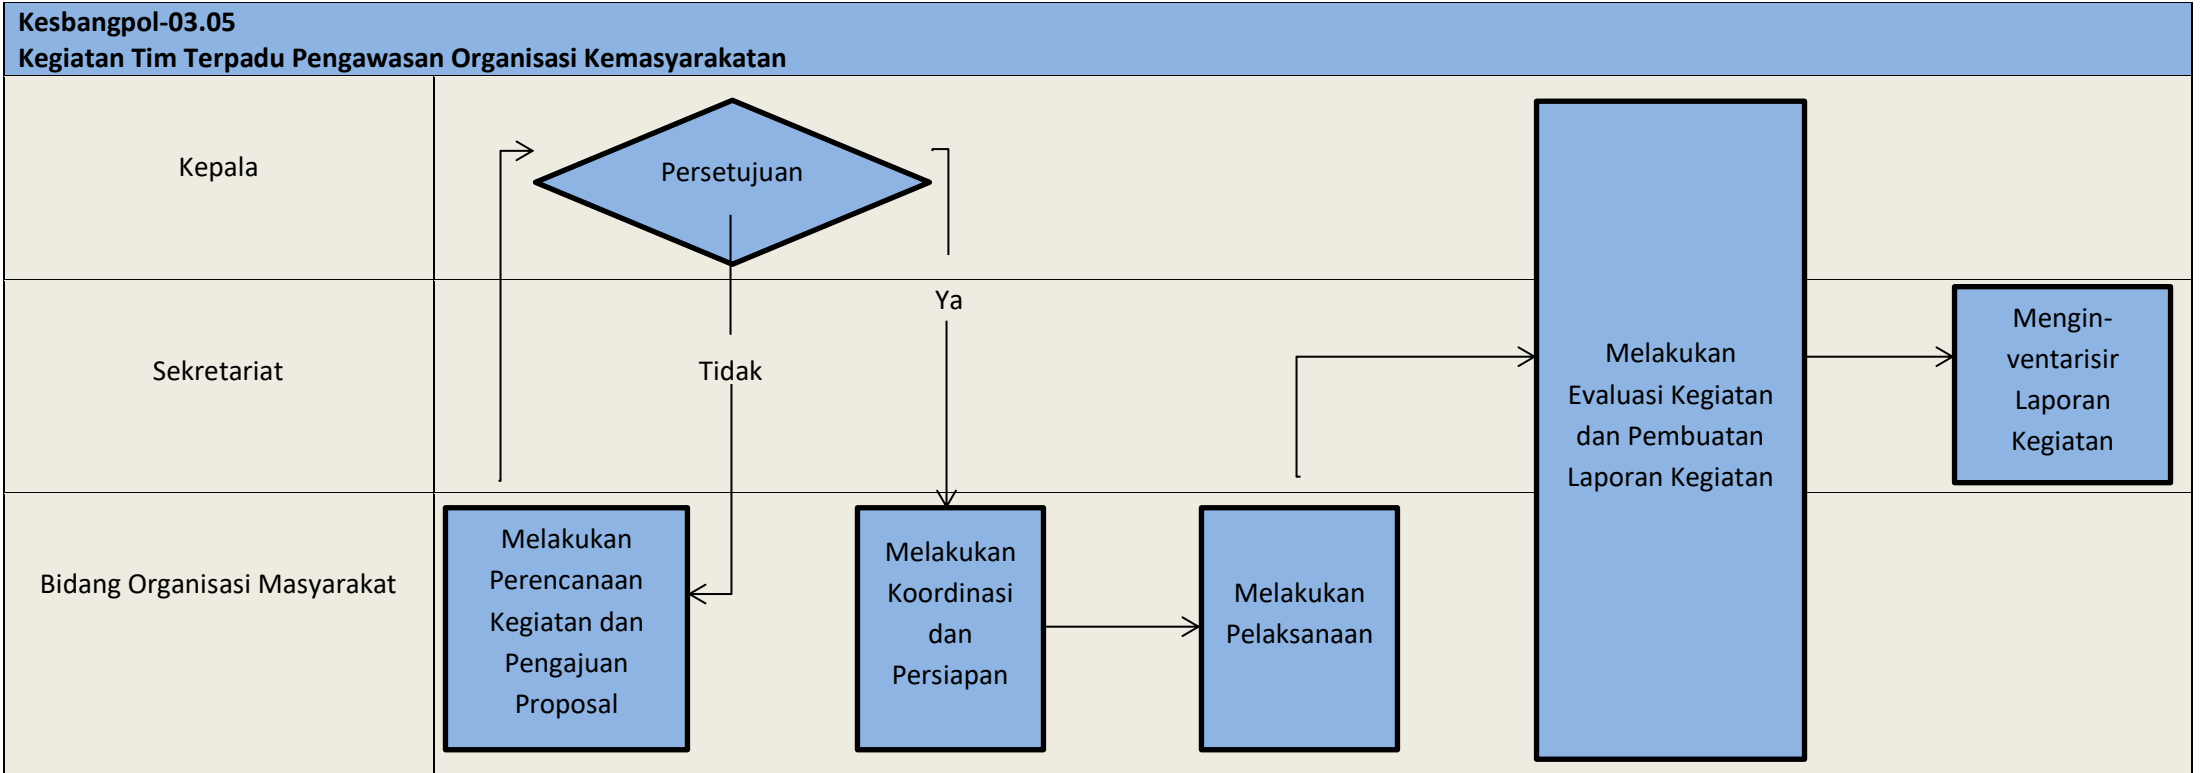 Kesbangpol-03.05
Kegiatan Tim Terpadu Pengawasan Organisasi Kemasyarakatan
Kepala
Persetujuan
Sekretariat
Ya
Tidak
Melakukan
Evaluasi Kegiatan
dan Pembuatan
Laporan Kegiatan
Mengin-
ventarisir
Laporan
Kegiatan
Bidang Organisasi Masyarakat
Melakukan
Perencanaan
Kegiatan dan
Pengajuan
Proposal
Melakukan
Koordinasi
dan
Persiapan
Melakukan
Pelaksanaan